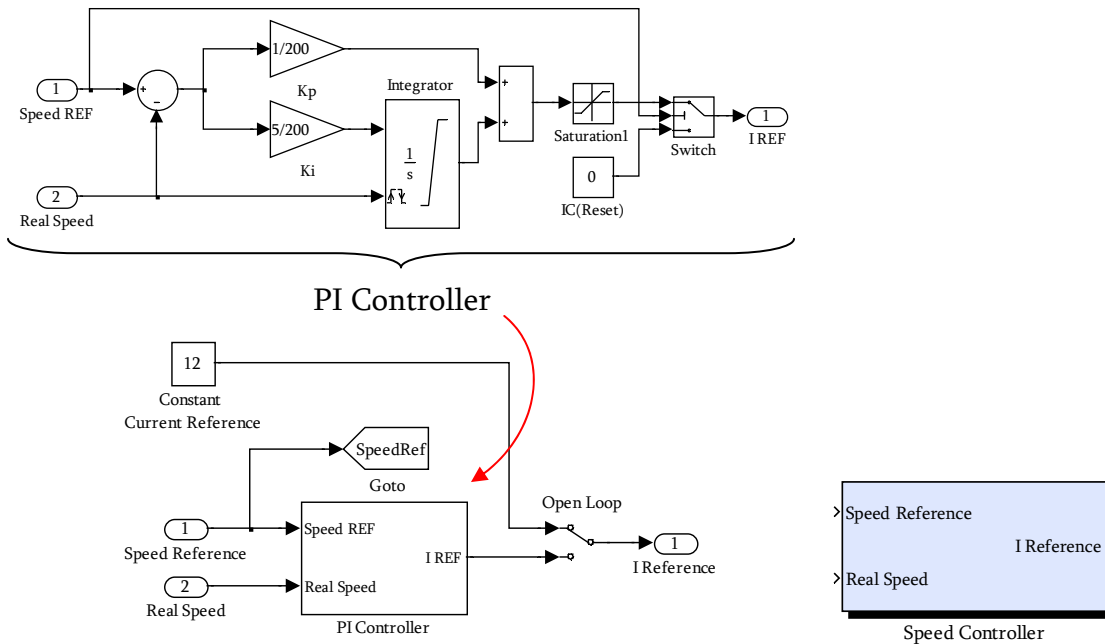 1/200
Kp
Integrator
1
Speed REF
+
−
5/200
Ki
1
s
+
+
Saturation1
Switch
1
I REF
2
Real Speed
0
IC(Reset)
PI Controller
12
Constant
Current Reference
SpeedRef
Goto
Open Loop
1
Speed Reference
Speed REF
I REF
1
I Reference
2
Real Speed
Real Speed
PI Controller
Speed Reference
I Reference
Real Speed
Speed Controller